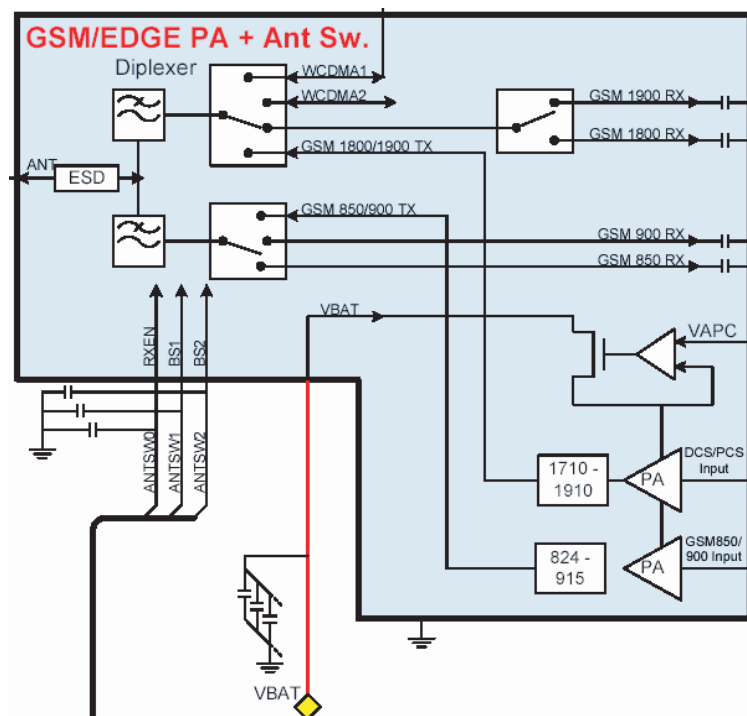 GSM/EDGE PA + Ant Sw.
Diplexer
WCDMA1
WCDMA2
GSM 1900 RX
GSM 1800 RX
GSM 1800/1900 TX
ANT
ESD
GSM 850/900 TX
GSM 900 RX
GSM 850 RX
VBAT
VAPC
RXEN
BS1
BS2
ANTSW0
ANTSW1
ANTSW2
DCS/PCS
Input
1710 -
1910
PA
GSM850/
900 Input
824 -
915
PA
VBAT